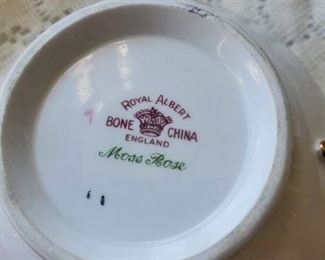 ROYAL ALBERT
BONE CHINA
ENGLAND
Moss Rose